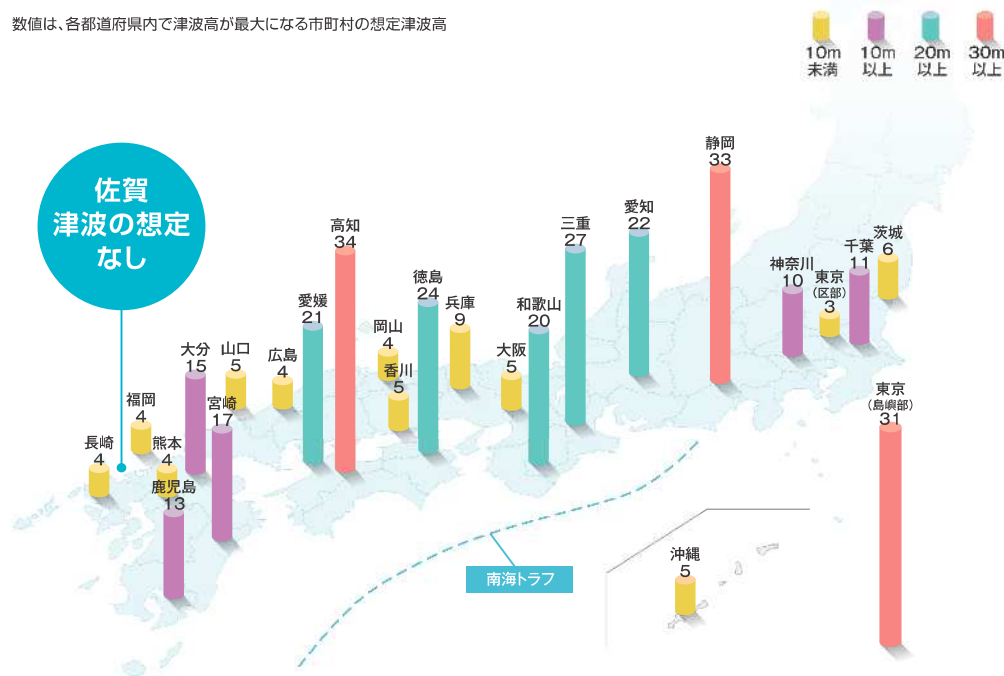 数値は、各都道府県内で津波高が最大になる市町村の想定津波高
10m
未満
10m
以上
20m
以上
30m
以上
佐賀
津波の想定
なし
静岡
33
高知
34
三重
27
愛知
22
茨城
6
千葉
11
神奈川
10
東京
（区部）
3
徳島
24
兵庫
9
和歌山
20
愛媛
21
岡山
4
香川
5
大阪
5
広島
4
山口
5
大分
15
宮崎
17
福岡
4
長崎
4
熊本
4
鹿児島
13
東京
（島嶼部）
31
沖縄
5
南海トラフ